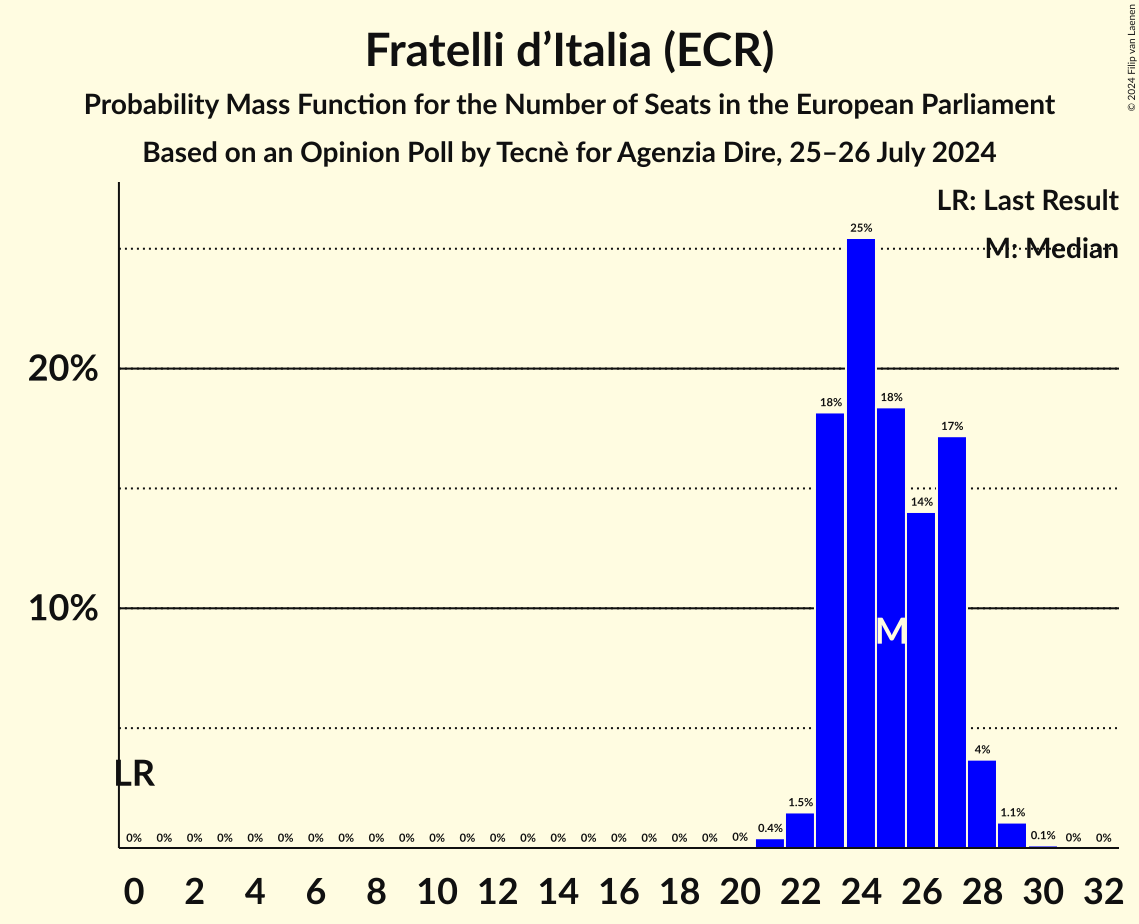 Fratelli d’Italia (ECR)
Probability Mass Function for the Number of Seats in the European Parliament
Based on an Opinion Poll by Tecnè for Agenzia Dire, 25–26 July 2024
© 2024 Filip van Laenen
LR: Last Result
M: Median
20%
10%
LR
M
0% 0% 0% 0% 0% 0% 0% 0% 0% 0% 0% 0% 0% 0% 0% 0% 0% 0% 0% 0% 0% 0.4% 1.5% 18% 25% 18% 14% 17% 4% 1.1% 0.1% 0% 0%
0 2 4 6 8 10 12 14 16 18 20 22 24 26 28 30 32